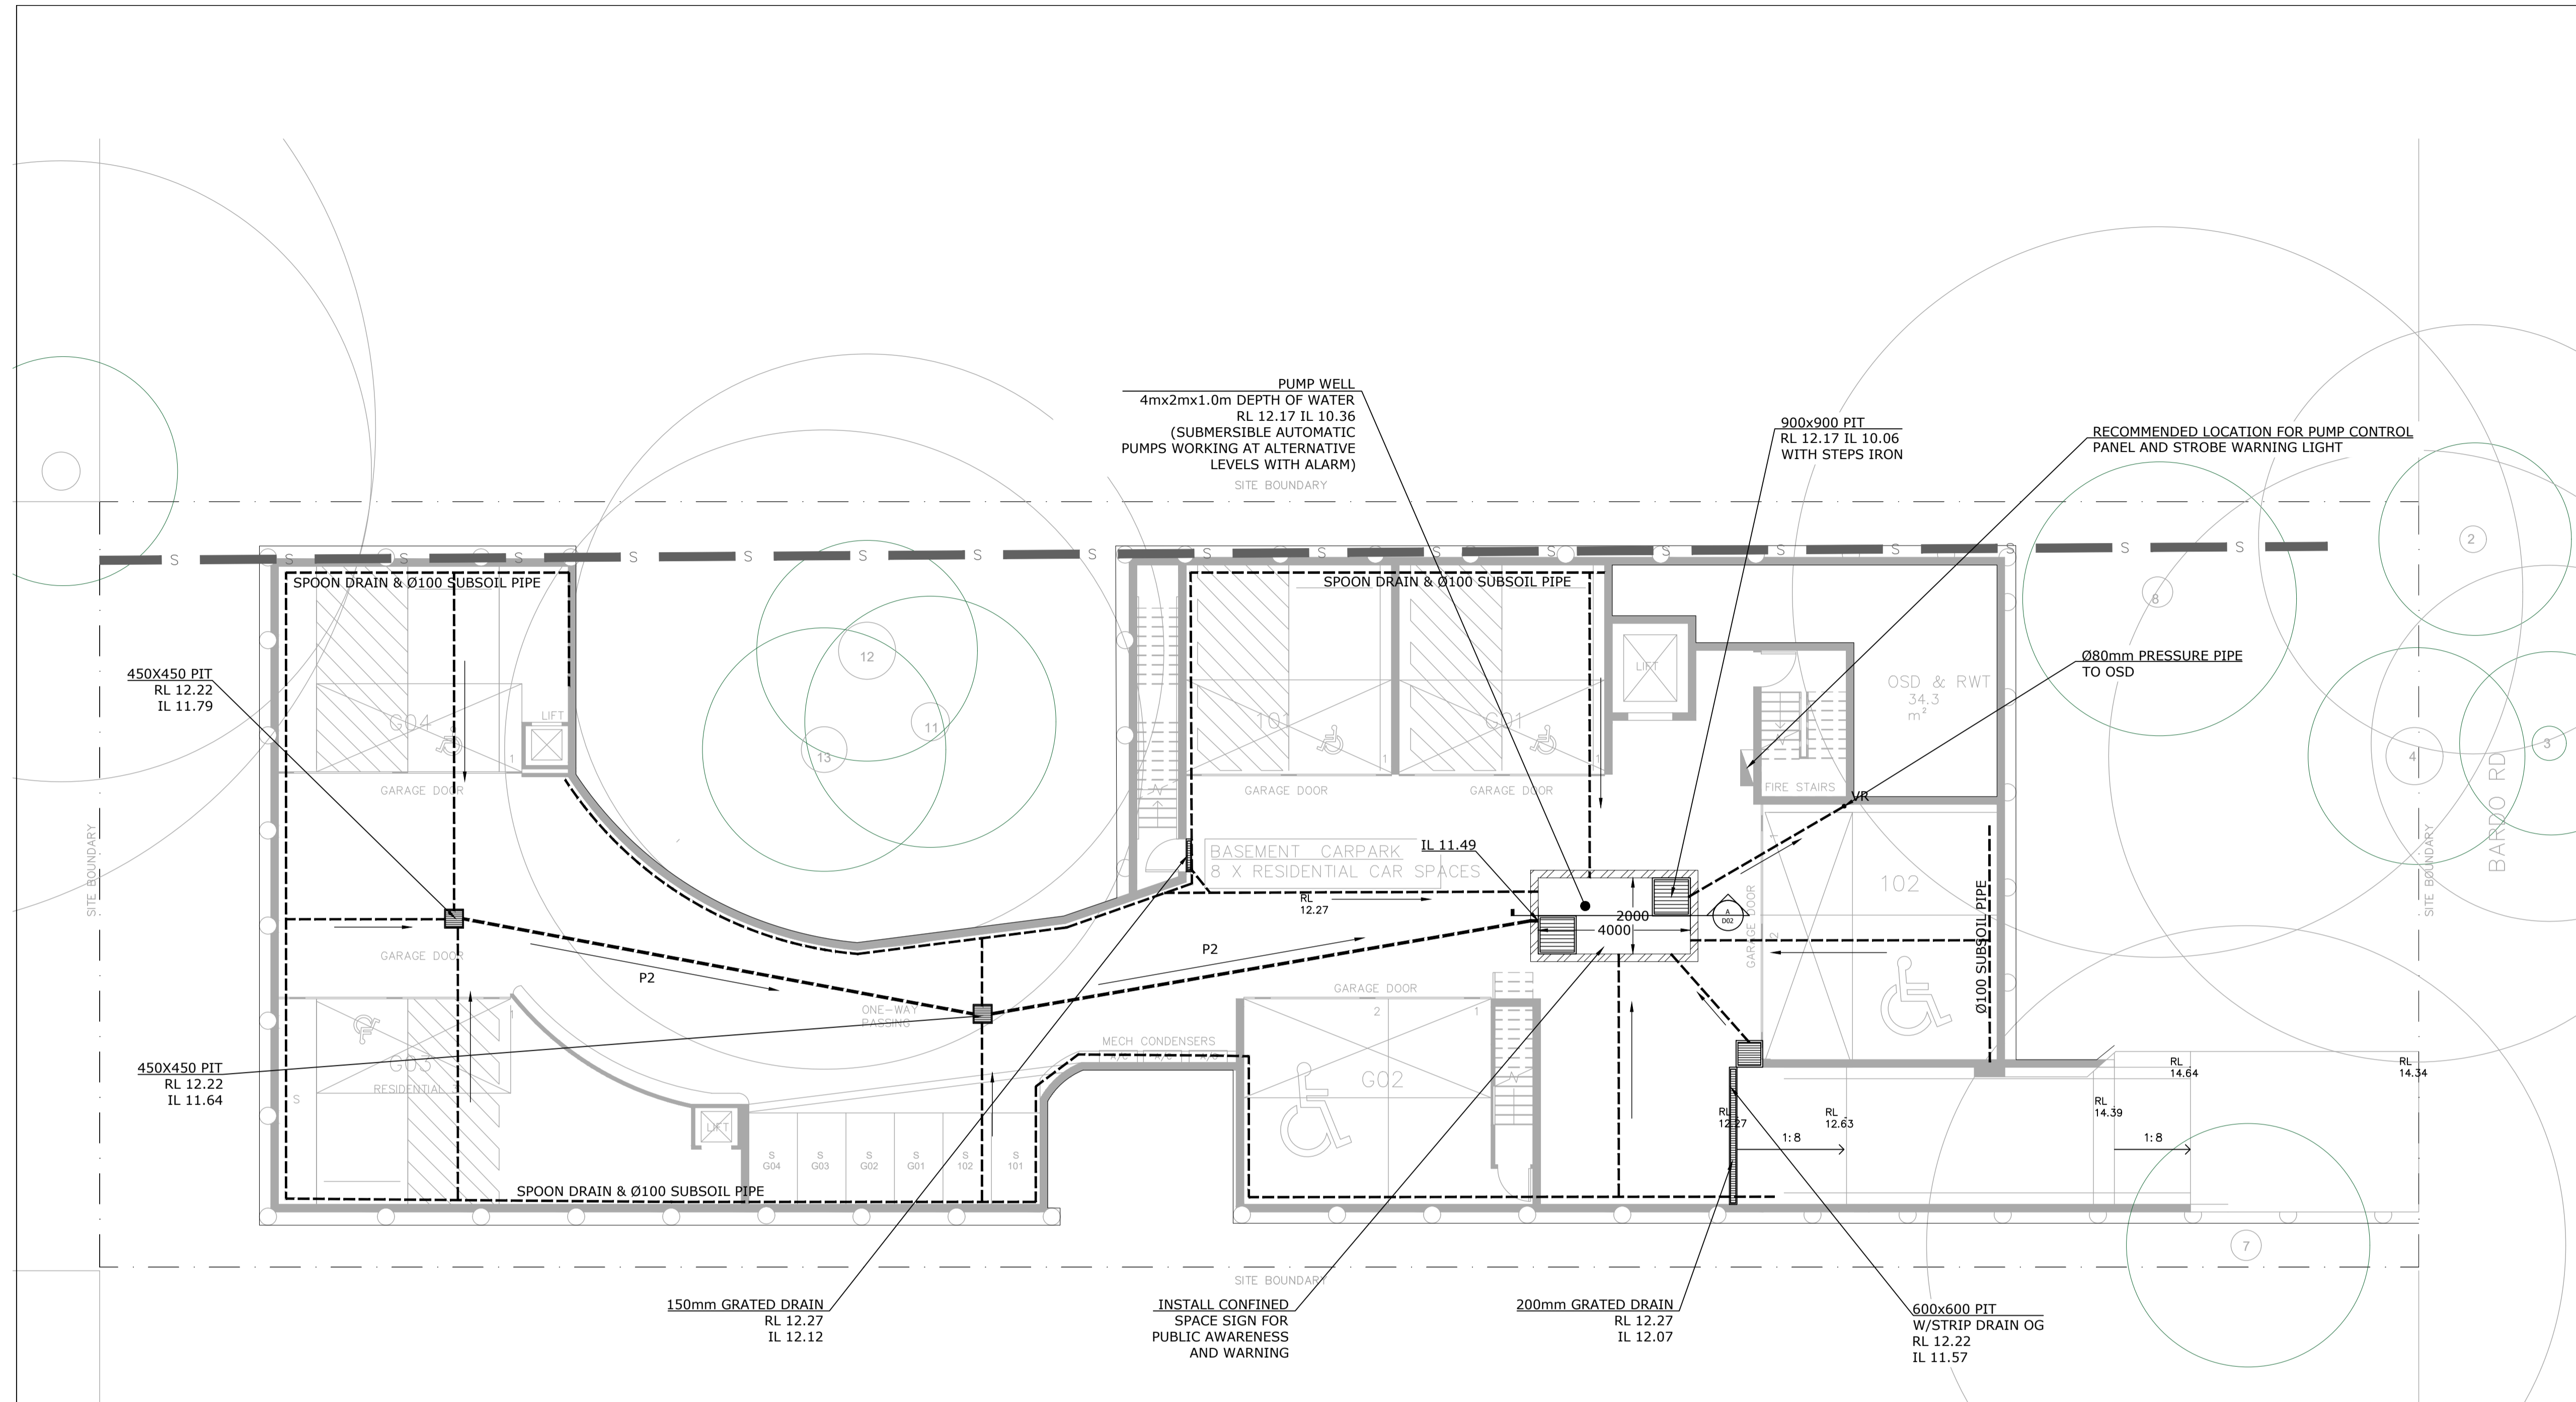 PUMP WELL
4mx2mx1.0m DEPTH OF WATER
RL 12.17 IL 10.36
(SUBMERSIBLE AUTOMATIC
PUMPS WORKING AT ALTERNATIVE
LEVELS WITH ALARM)
900x900 PIT
RL 12.17 IL 10.06
WITH STEPS IRON
RECOMMENDED LOCATION FOR PUMP CONTROL
PANEL AND STROBE WARNING LIGHT
SITE BOUNDARY
2
S S S S S S S S S S S S S S S S S S S
SPOON DRAIN & Ø100 SUBSOIL PIPE
SPOON DRAIN & Ø100 SUBSOIL PIPE
8
12
11
13
450X450 PIT
RL 12.22
IL 11.79
G04
1
LIFT
GARAGE DOOR
101
1
G01
1
LIFT
GARAGE DOOR
GARAGE DOOR
OSD & RWT
34.3
m²
Ø80mm PRESSURE PIPE
TO OSD
FIRE STAIRS
VR
4
3
BARDO RD
SITE BOUNDARY
SITE BOUNDARY
BASEMENT CARPARK
8 X RESIDENTIAL CAR SPACES
IL 11.49
RL
12.27
2000
4000
A
D02
GARAGE DOOR
1
2
102
Ø100 SUBSOIL PIPE
GARAGE DOOR
P2
P2
ONE-WAY
PASSING
GARAGE DOOR
2
1
G02
MECH CONDENSERS
A/C A/C A/C
450X450 PIT
RL 12.22
IL 11.64
1
G03
RESIDENTIAL 3
S
LIFT
S
G04
S
G03
S
G02
S
G01
S
102
S
101
SPOON DRAIN & Ø100 SUBSOIL PIPE
RL
12.27
RL
12.63
1:8
RL
14.64
RL
14.39
1:8
RL
14.34
7
SITE BOUNDARY
150mm GRATED DRAIN
RL 12.27
IL 12.12
INSTALL CONFINED
SPACE SIGN FOR
PUBLIC AWARENESS
AND WARNING
200mm GRATED DRAIN
RL 12.27
IL 12.07
600x600 PIT
W/STRIP DRAIN OG
RL 12.22
IL 11.57